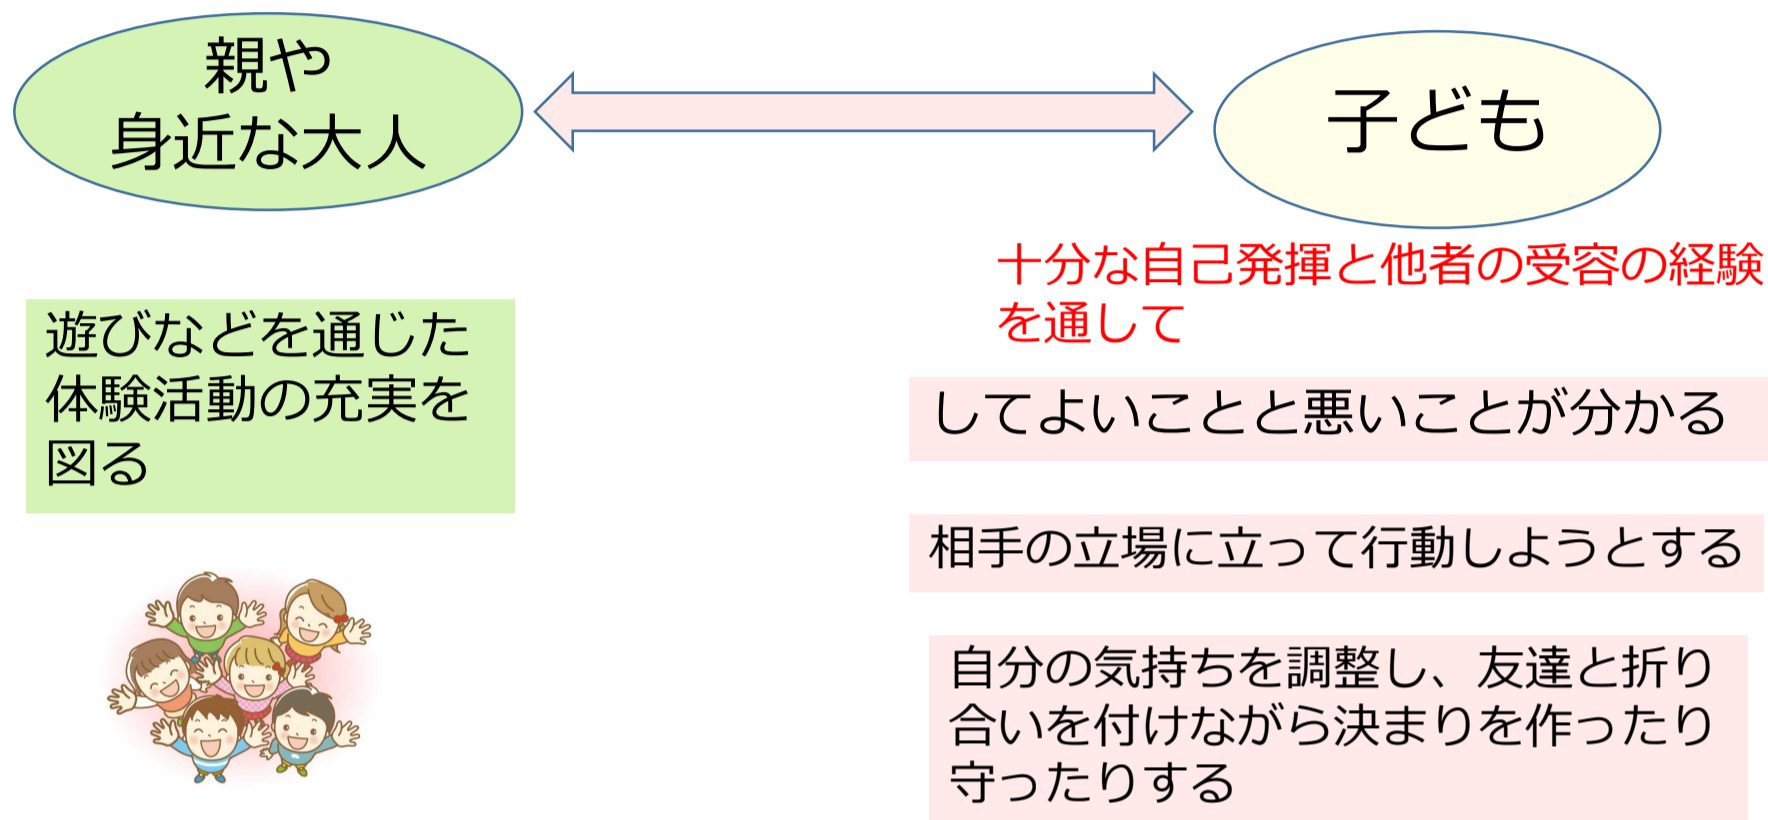 親や
身近な大人
子ども
十分な自己発揮と他者の受容の経験
を通して
遊びなどを通じた
体験活動の充実を
図る
してよいことと悪いことが分かる
相手の立場に立って行動しようとする
自分の気持ちを調整し、友達と折り
合いを付けながら決まりを作ったり
守ったりする